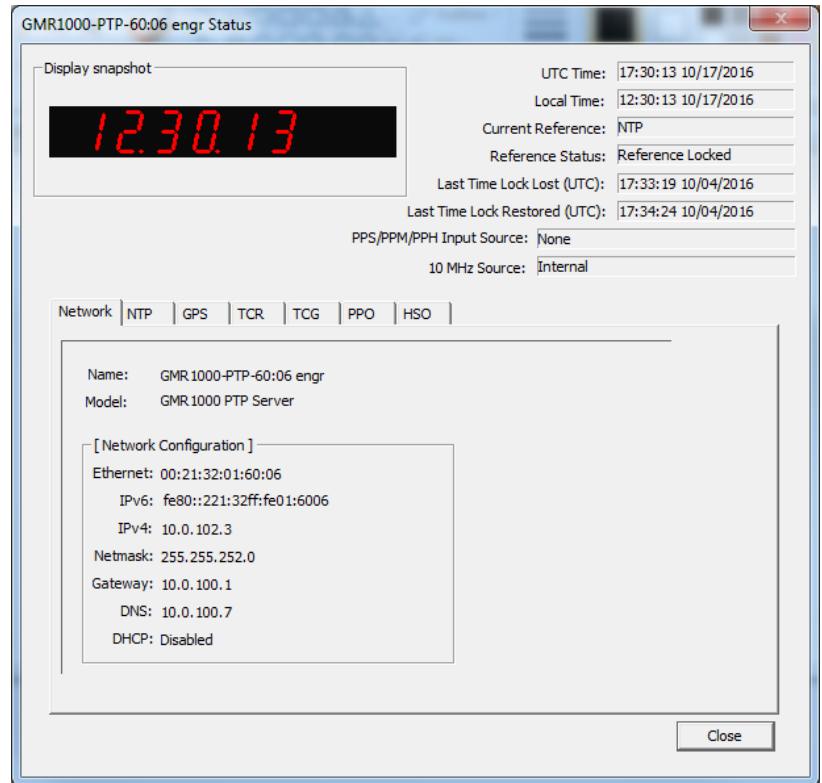 GMR1000-PTP-60:06 engr Status
Display snapshot
12.30.13
UTC Time: 17:30:13 10/17/2016
Local Time: 12:30:13 10/17/2016
Current Reference: NTP
Reference Status: Reference Locked
Last Time Lock Lost (UTC): 17:33:19 10/04/2016
Last Time Lock Restored (UTC): 17:34:24 10/04/2016
PPS/PPM/PPH Input Source: None
10 MHz Source: Internal
Network NTP GPS TCR TCG PPO HSO
Name: GMR1000-PTP-60:06 engr
Model: GMR1000 PTP Server
[ Network Configuration ]
Ethernet: 00:21:32:01:60:06
IPv6: fe80::221:32ff:fe01:6006
IPv4: 10.0.102.3
Netmask: 255.255.252.0
Gateway: 10.0.100.1
DNS: 10.0.100.7
DHCP: Disabled
Close